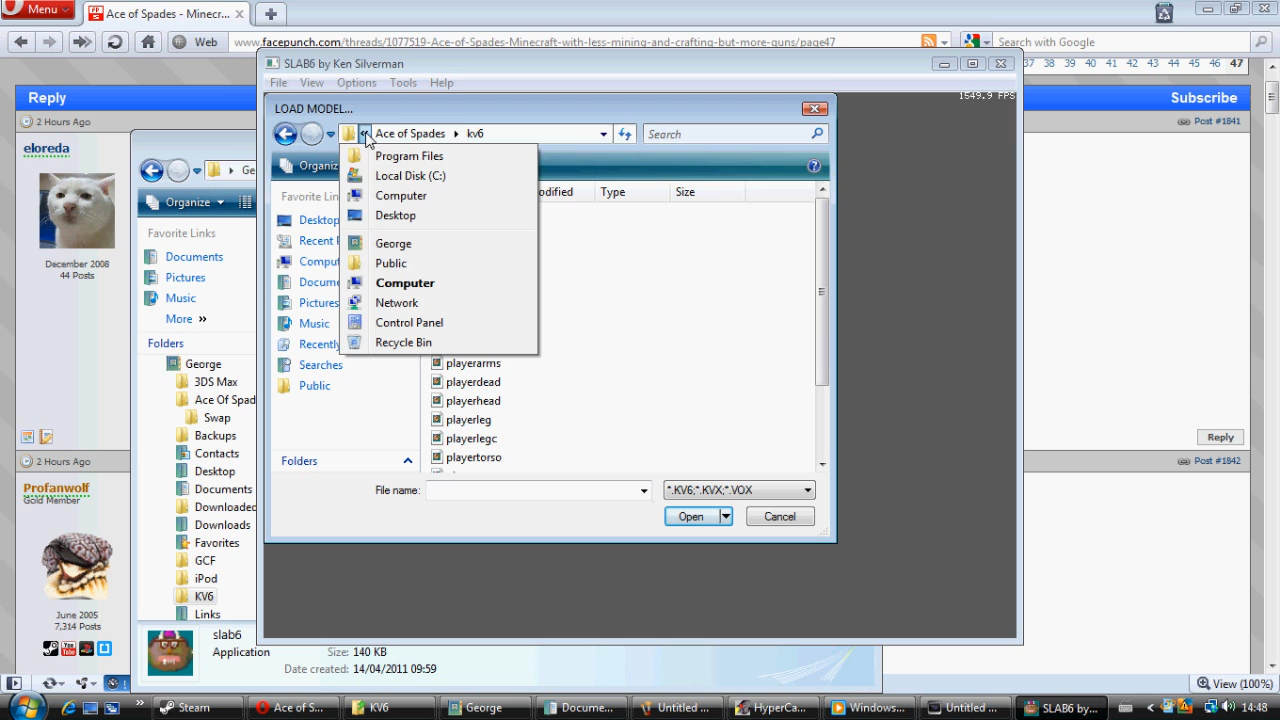 Menu
Ace of Spades - Minecr...
Web
www.facepunch.com/threads/1077519-Ace-of-Spades-Minecraft-with-less-mining-and-crafting-but-more-guns/page47
Search with Google
37 38 39 40 41 42 43 44 45 46 47
Reply
Subscribe
2 Hours Ago
Post #1841
eloreda
December 2008
44 Posts
Reply
2 Hours Ago
Post #1842
Profanwolf
Gold Member
June 2005
7,314 Posts
Ge
Organize
Favorite Links
Documents
Pictures
Music
More »
Folders
George
3DS Max
Ace Of Spad
Swap
Backups
Contacts
Desktop
Documents
Downloaded
Downloads
Favorites
GCF
iPod
KV6
Links
slab6
Application
Size: 140 KB
Date created: 14/04/2011 09:59
SLAB6 by Ken Silverman
File View Options Tools Help
1549.9 FPS
LOAD MODEL...
« Ace of Spades kv6
Search
Organiz
Favorite Lin
odified Type Size
Desktop
Recent
Comput
Docume
Pictures
Music
Recently
Searches
Public
Folders
Program Files
Local Disk (C:)
Computer
Desktop
George
Public
Computer
Network
Control Panel
Recycle Bin
playerarms
playerdead
playerhead
playerleg
playerlegc
playertorso
File name:
*.KV6;*.KVX;*.VOX
Open
Cancel
View (100%)
Steam
Ace of S...
KV6
George
Docume...
Untitled ...
HyperCa...
Windows...
Untitled ...
SLAB6 by...
14:48